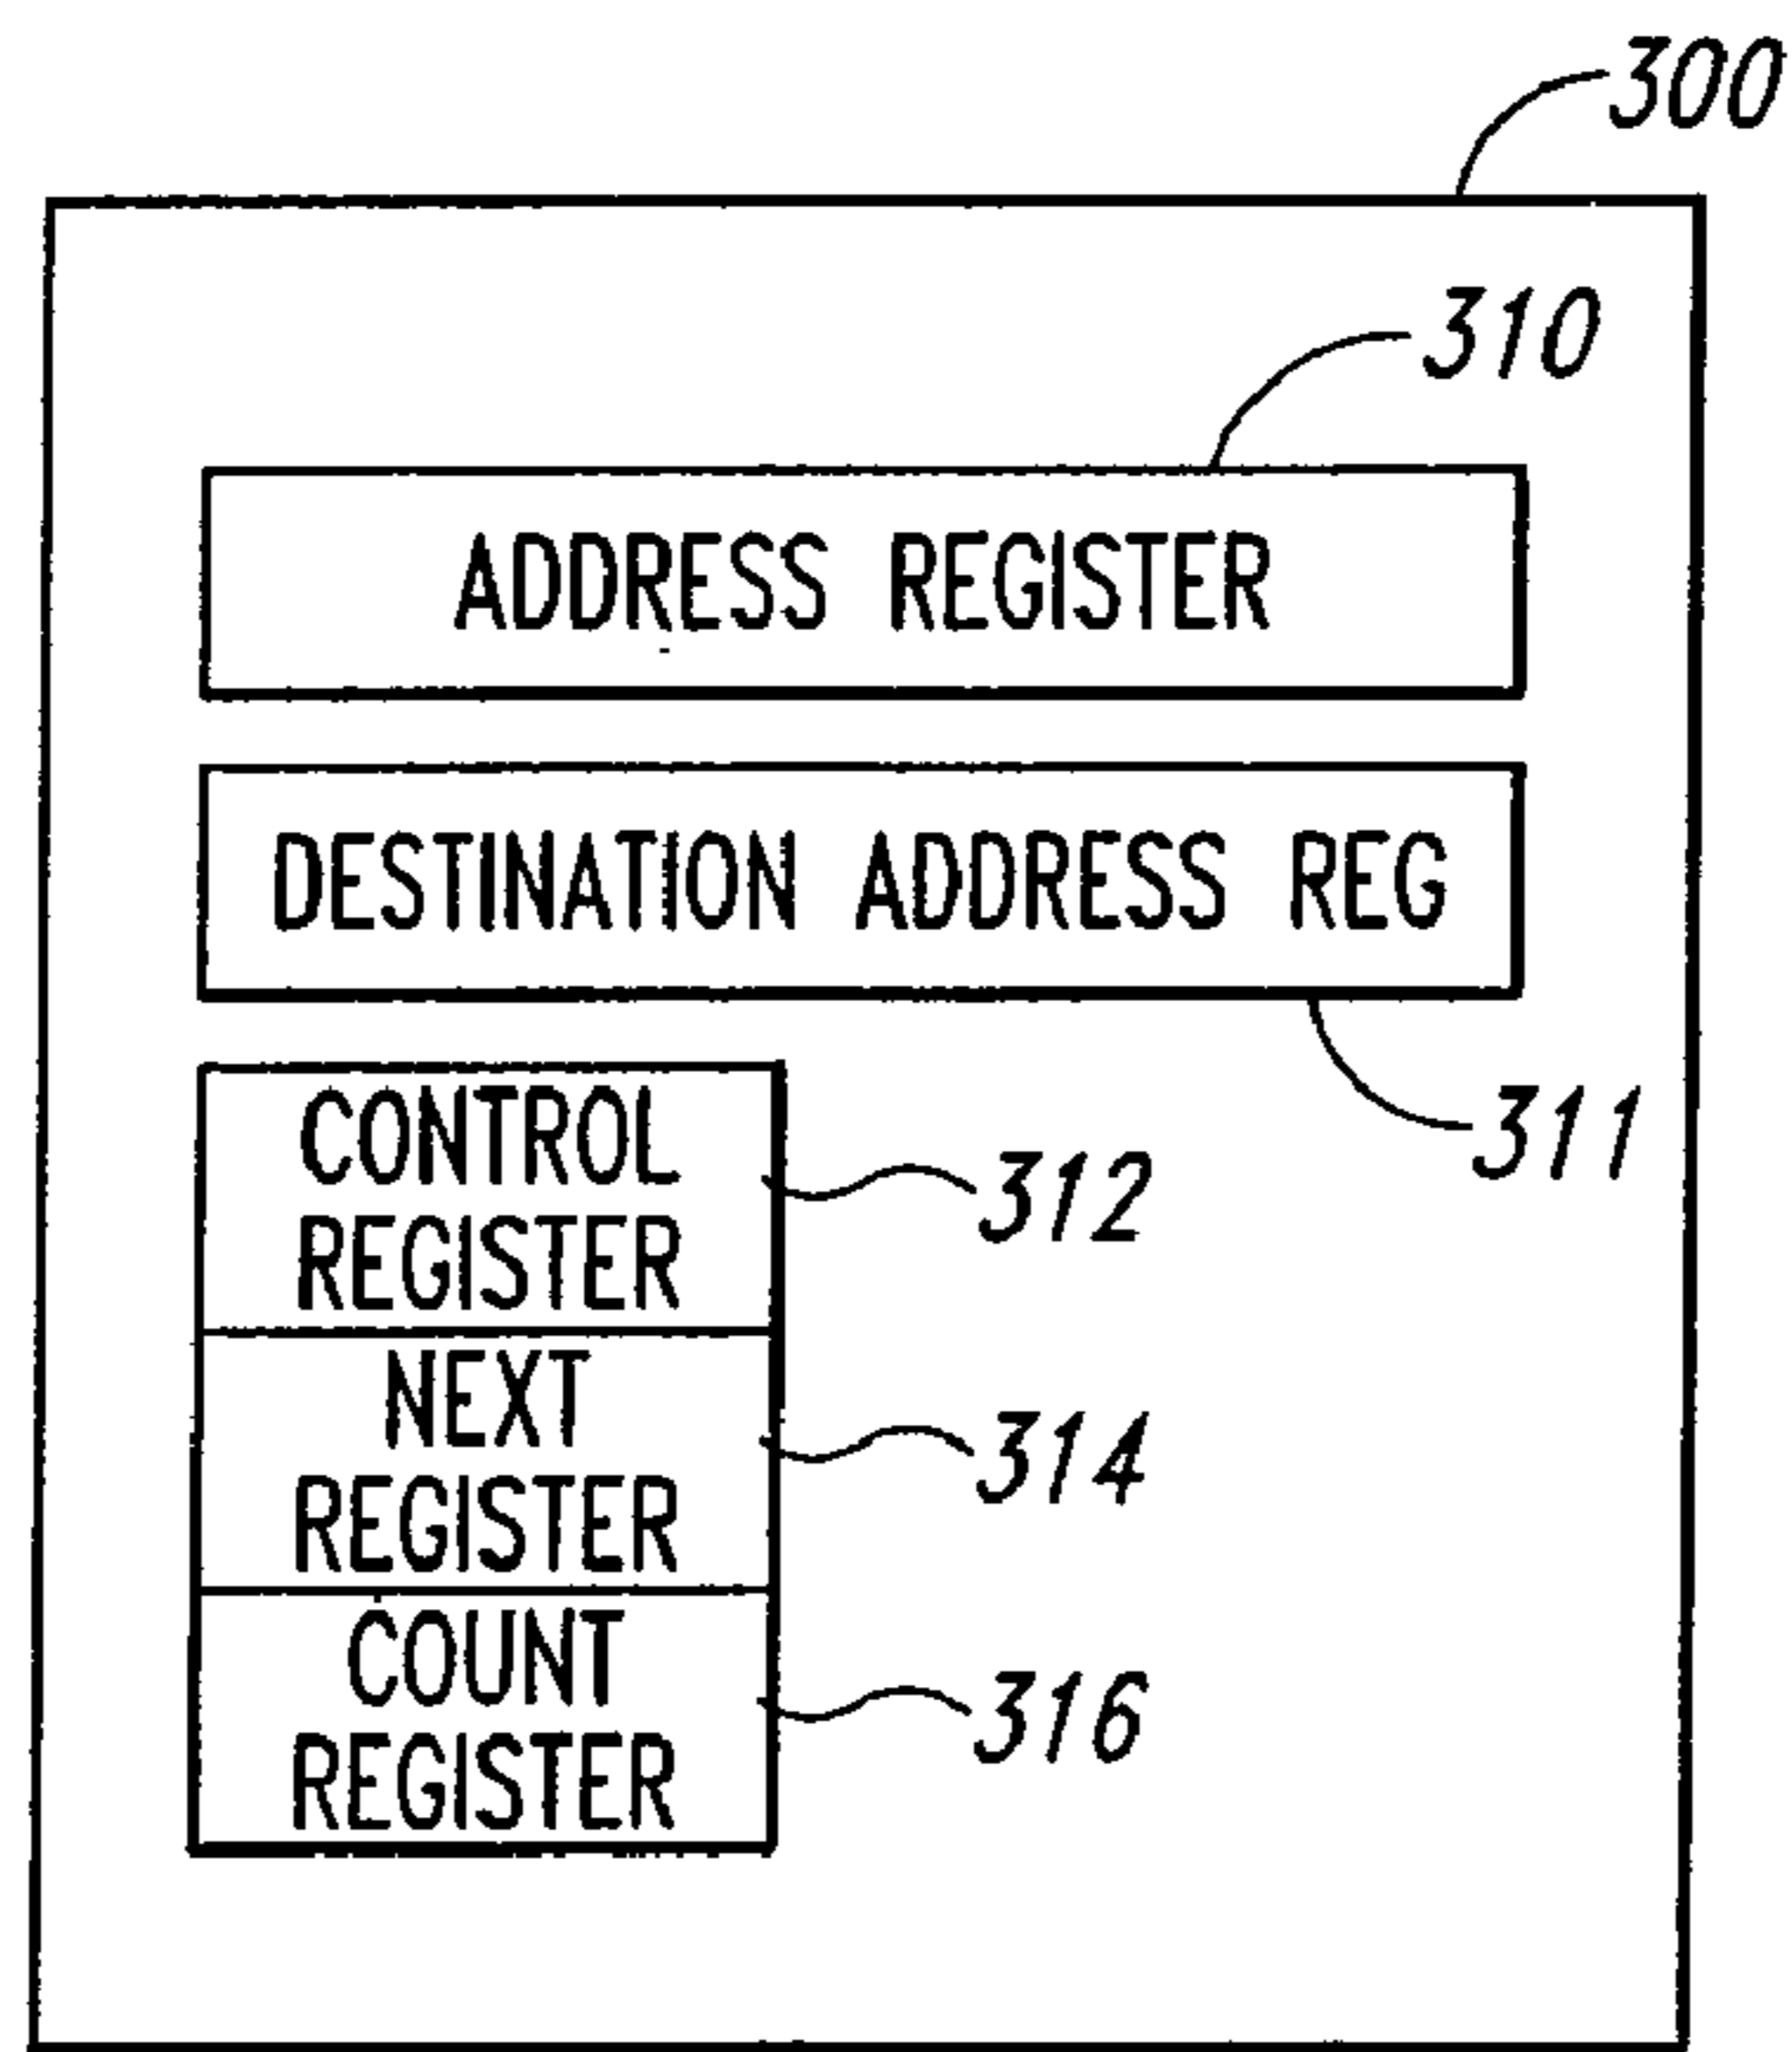 300
310
ADDRESS REGISTER
DESTINATION ADDRESS REG
311
CONTROL
REGISTER
312
NEXT
REGISTER
314
COUNT
REGISTER
316